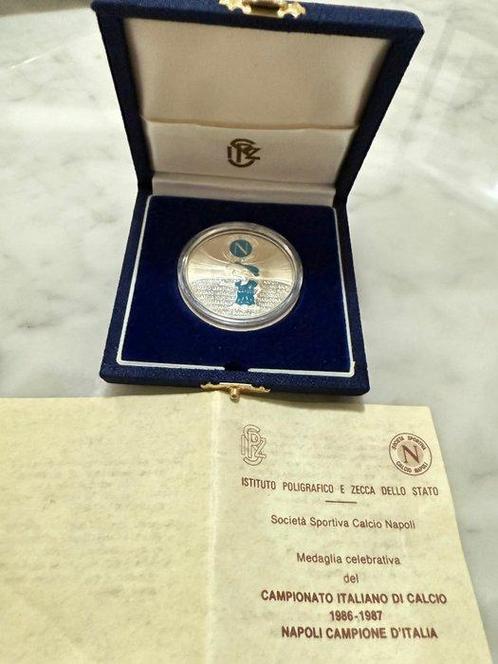 IPZS
N
IPZS
SOCIETÀ SPORTIVA
N
CALCIO NAPOLI
ISTITUTO POLIGRAFICO E ZECCA DELLO STATO
Società Sportiva Calcio Napoli
Medaglia celebrativa
del
CAMPIONATO ITALIANO DI CALCIO
1986-1987
NAPOLI CAMPIONE D'ITALIA